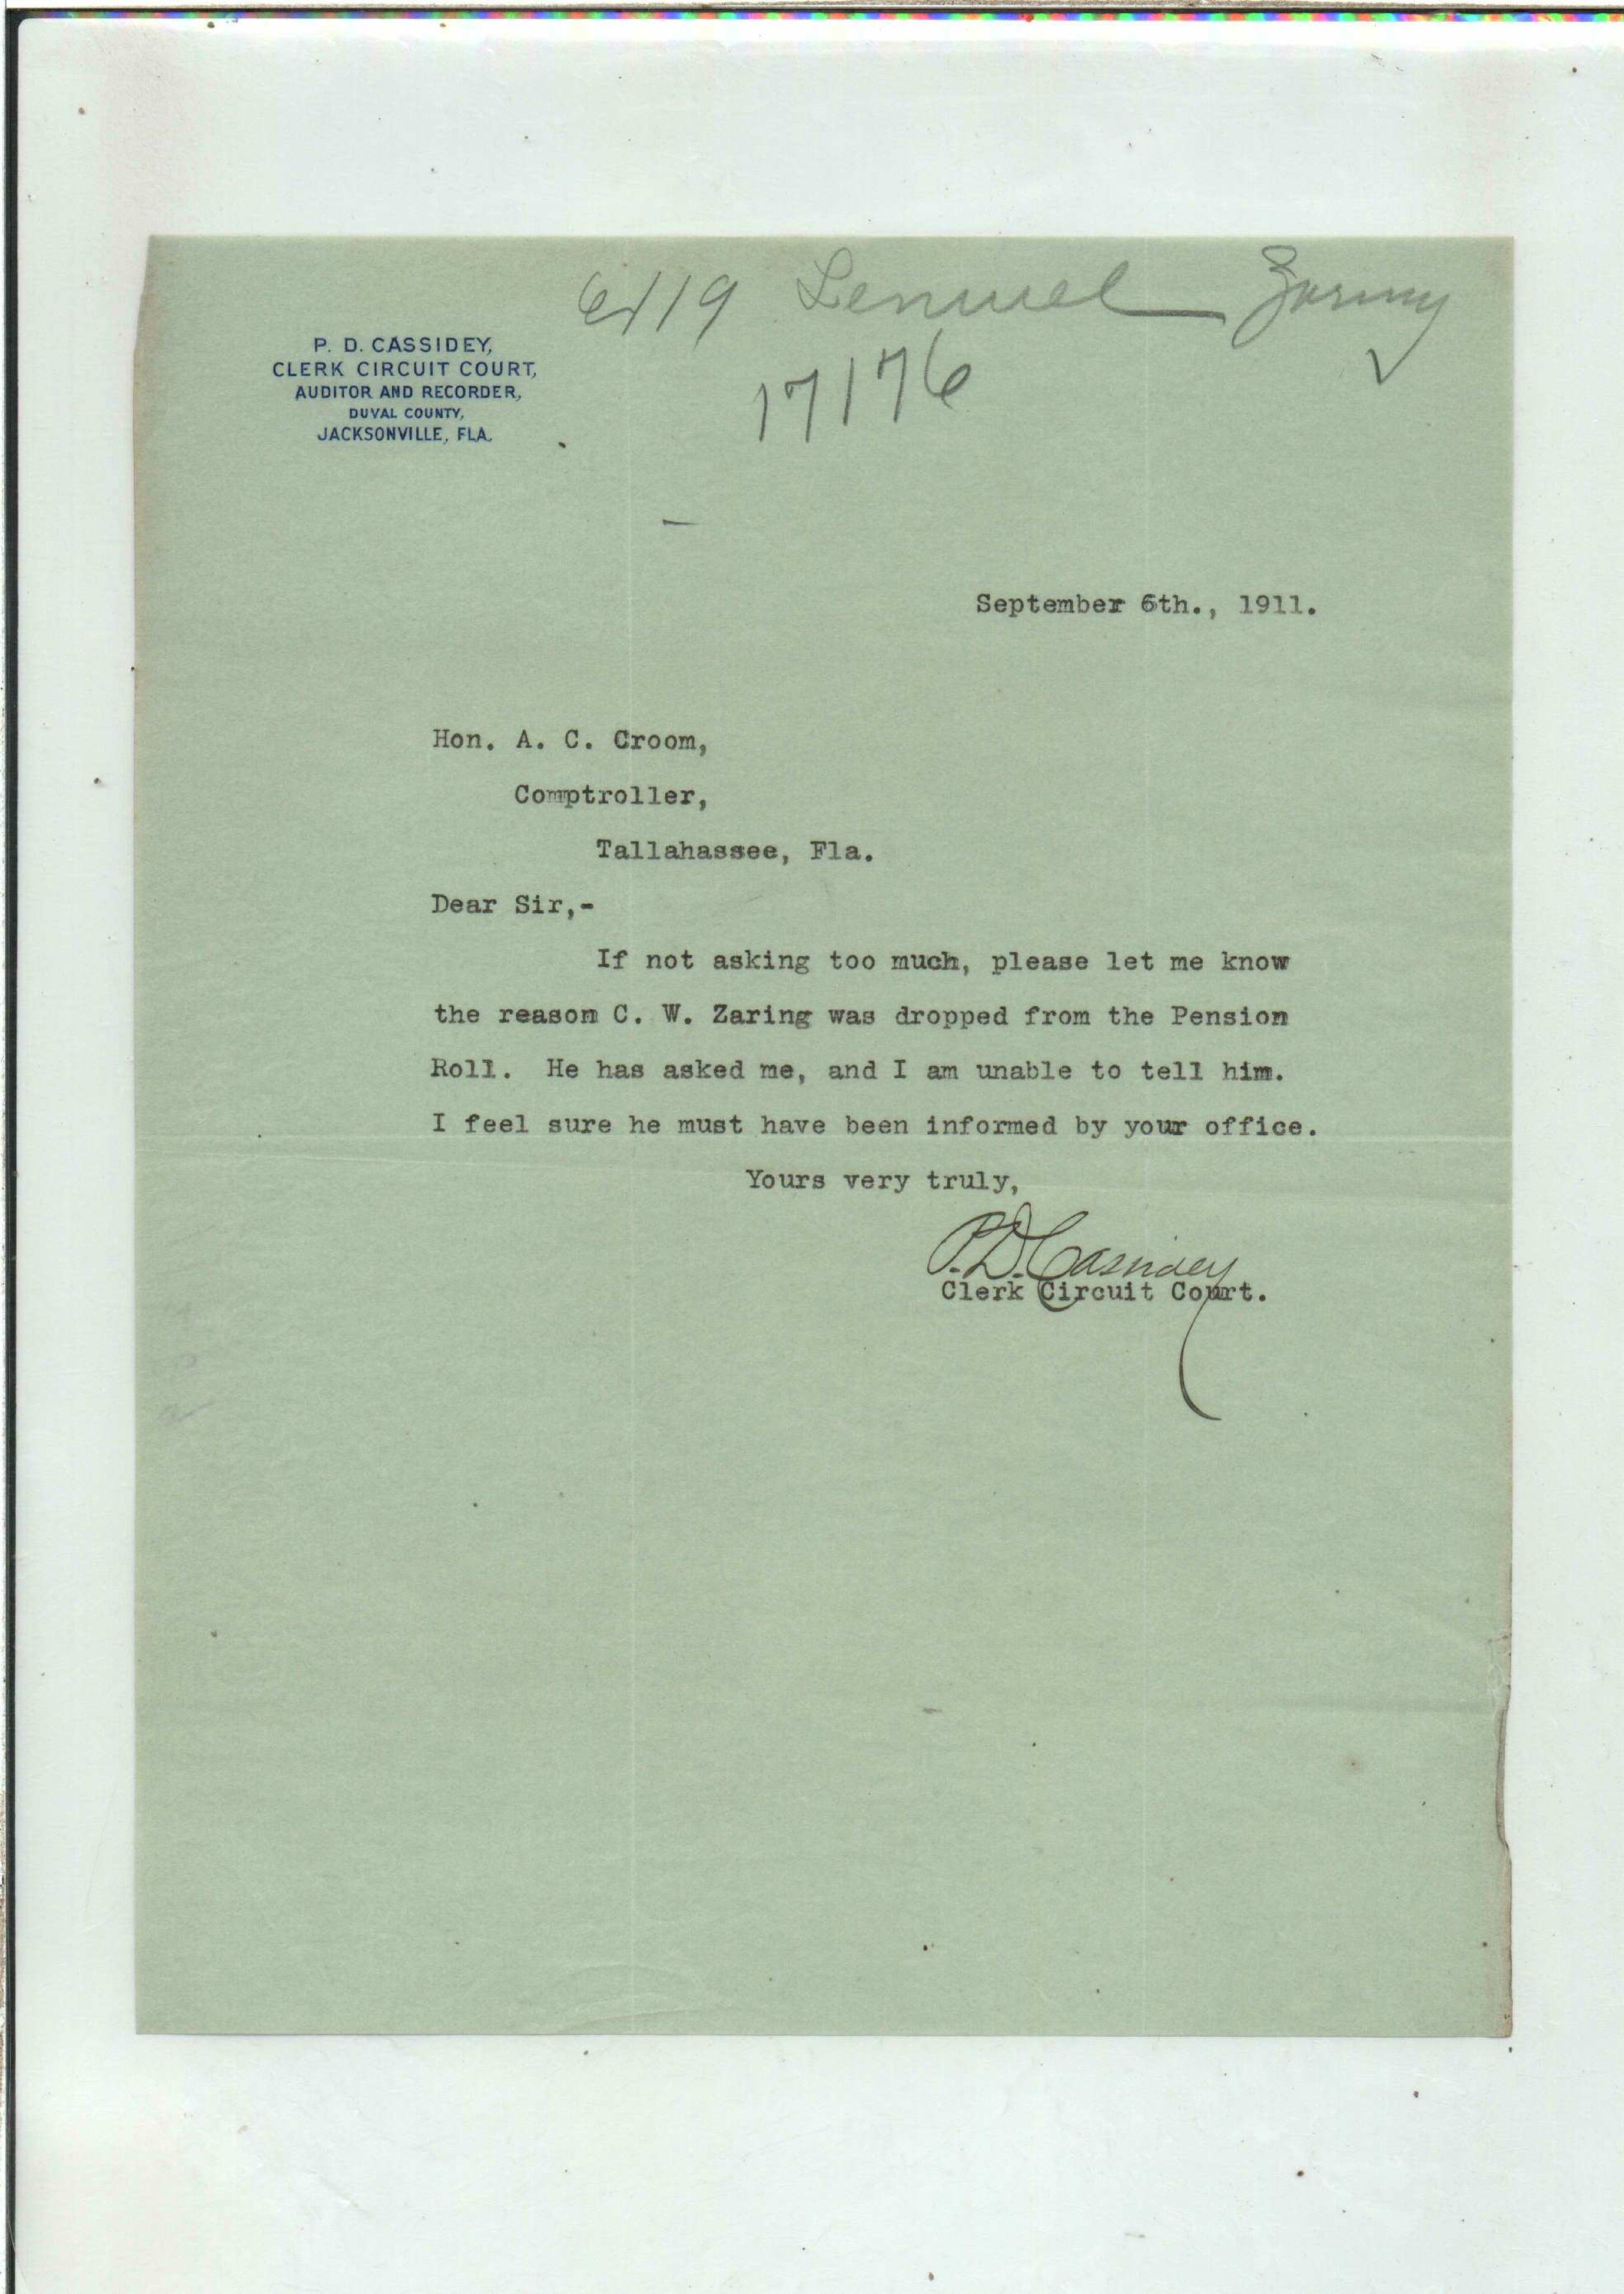 Lemuel
17176
P. D. CASSIDEY,
CLERK CIRCUIT COURT,
AUDITOR AND RECORDER,
DUVAL COUNTY,
JACKSONVILLE, FLA.
September 6th., 1911.
Hon. A. C. Croom,
Comptroller,
Tallahassee, Fla.
Dear Sir,-
If not asking too much, please let me know
the reason C. W. Zaring was dropped from the Pension
Roll. He has asked me, and I am unable to tell him.
I feel sure he must have been informed by your office.
Yours very truly,
P.D. Cassidey
Clerk Circuit Court.